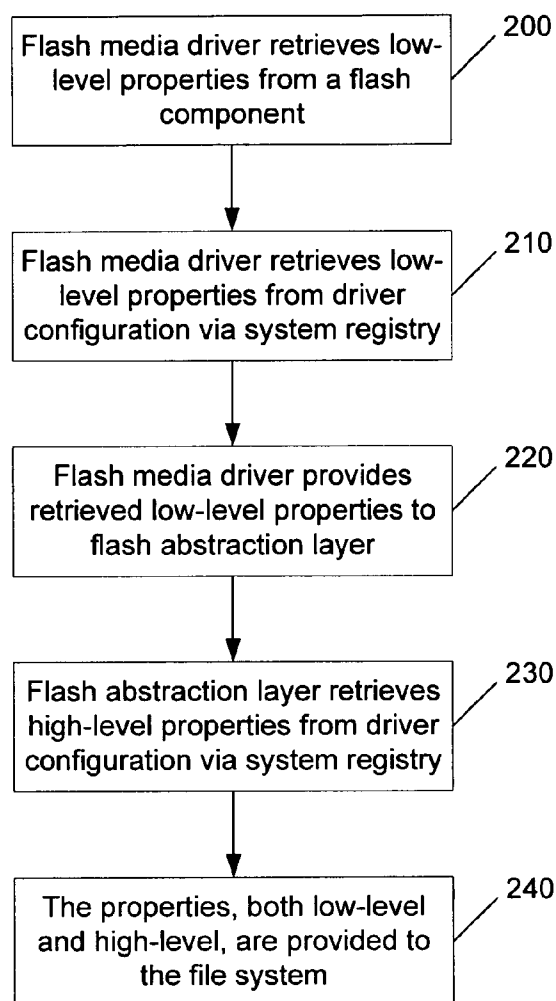 Flash media driver retrieves low-
level properties from a flash
component
200
Flash media driver retrieves low-
level properties from driver
configuration via system registry
210
Flash media driver provides
retrieved low-level properties to
flash abstraction layer
220
Flash abstraction layer retrieves
high-level properties from driver
configuration via system registry
230
The properties, both low-level
and high-level, are provided to
the file system
240